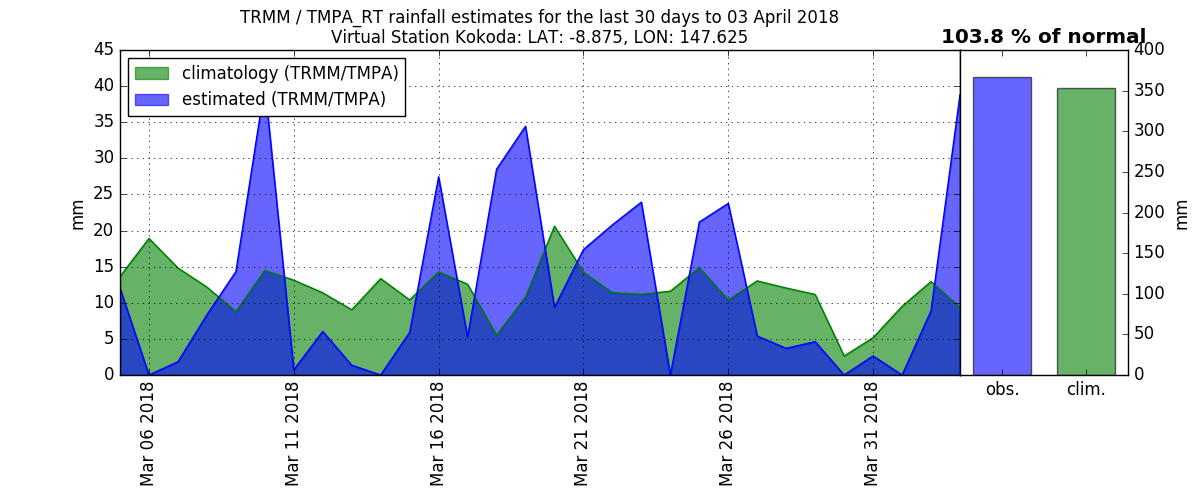 TRMM / TMPA_RT rainfall estimates for the last 30 days to 03 April 2018
Virtual Station Kokoda: LAT: -8.875, LON: 147.625
103.8 % of normal
climatology (TRMM/TMPA)
estimated (TRMM/TMPA)
45
40
35
30
25
20
15
10
5
0
mm
Mar 06 2018
Mar 11 2018
Mar 16 2018
Mar 21 2018
Mar 26 2018
Mar 31 2018
400
350
300
250
200
150
100
50
0
mm
obs.
clim.